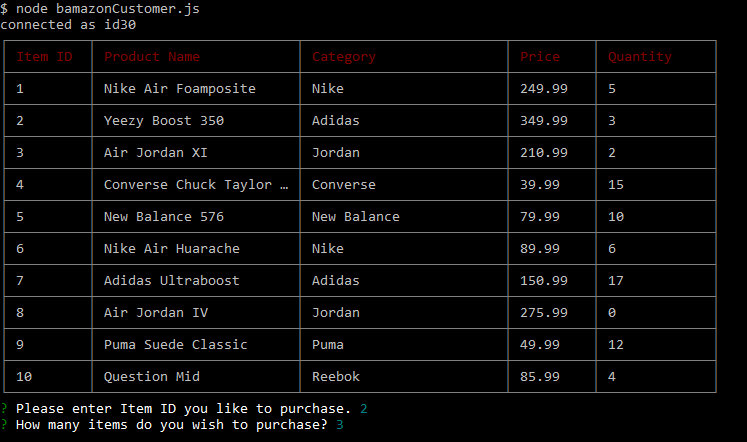 $ node bamazonCustomer.js
connected as id30
Item ID Product Name Category Price Quantity
1 Nike Air Foamposite Nike 249.99 5
2 Yeezy Boost 350 Adidas 349.99 3
3 Air Jordan XI Jordan 210.99 2
4 Converse Chuck Taylor … Converse 39.99 15
5 New Balance 576 New Balance 79.99 10
6 Nike Air Huarache Nike 89.99 6
7 Adidas Ultraboost Adidas 150.99 17
8 Air Jordan IV Jordan 275.99 0
9 Puma Suede Classic Puma 49.99 12
10 Question Mid Reebok 85.99 4
? Please enter Item ID you like to purchase. 2
? How many items do you wish to purchase? 3